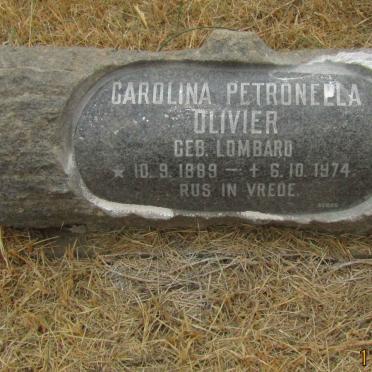 CAROLINA PETRONELLA
OLIVIER
GEB. LOMBARD
* 10.9.1889 — + 6.10.1974.
RUS IN VREDE.